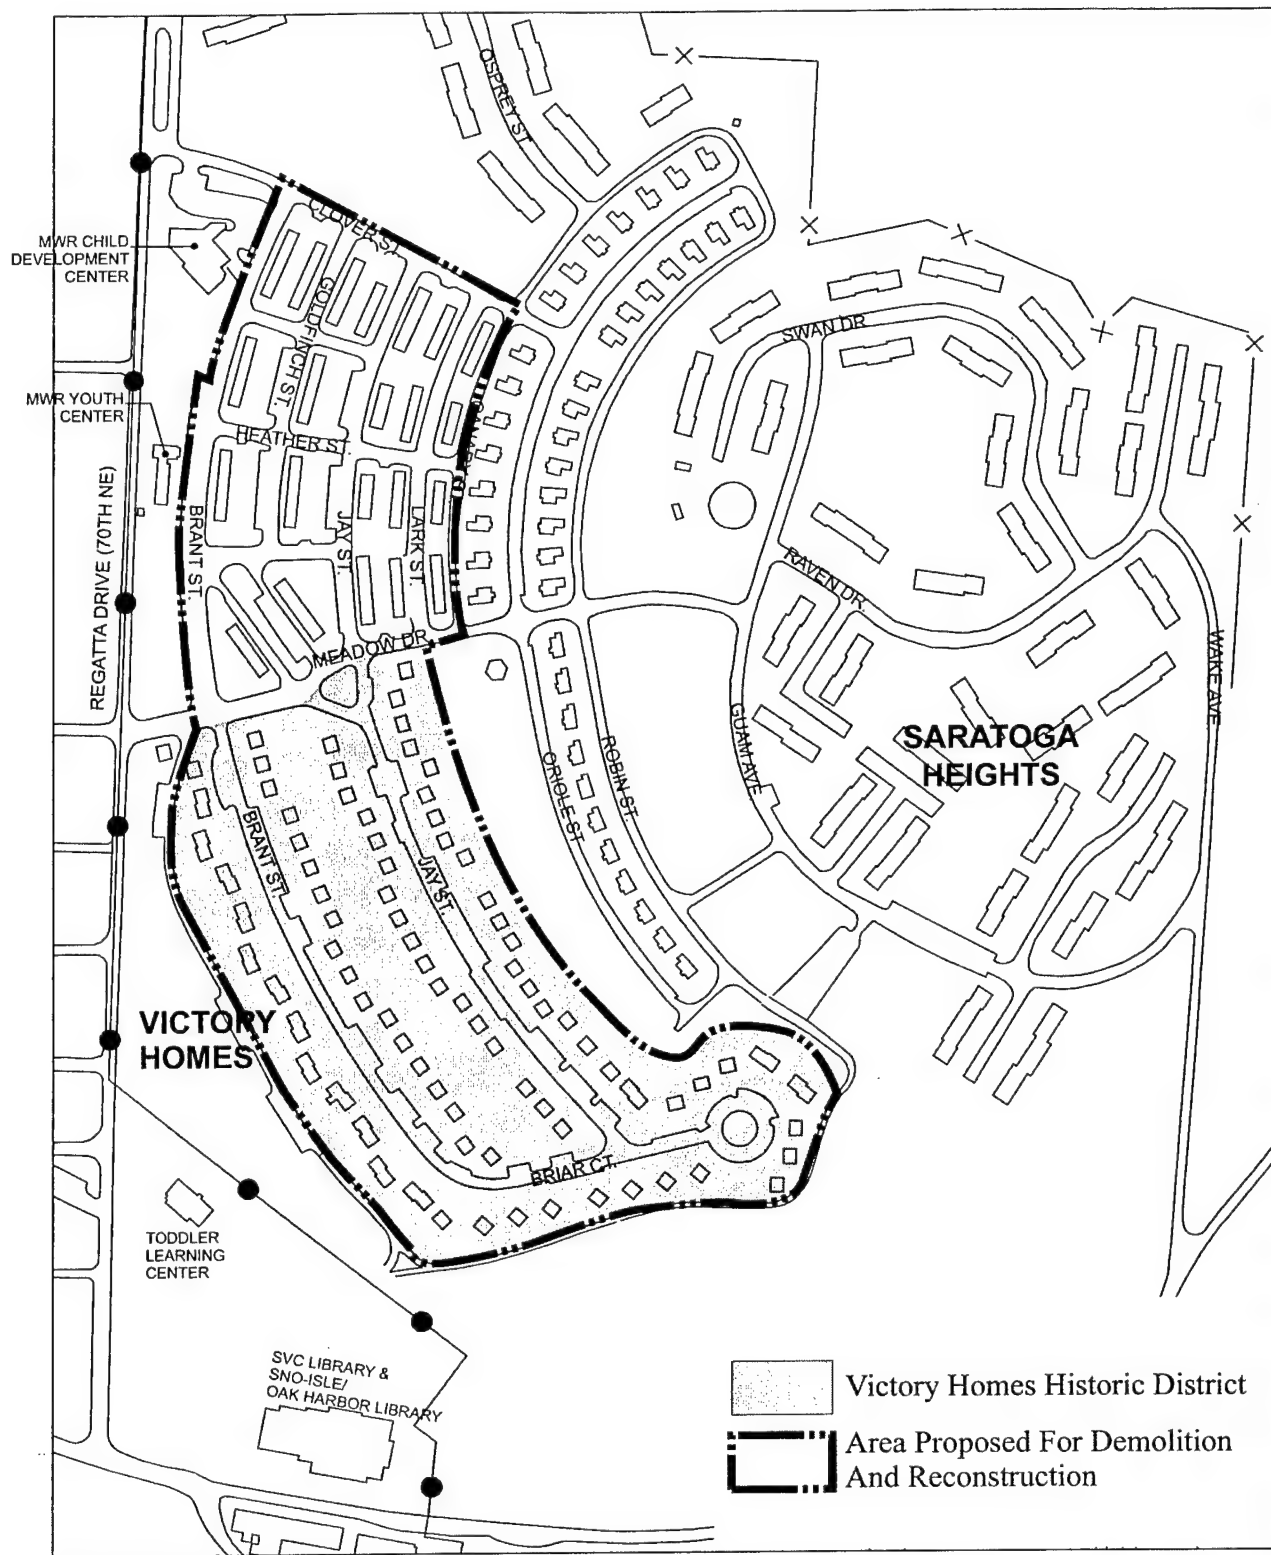 OSPREY ST.
CLOVER ST.
MWR CHILD
DEVELOPMENT
CENTER
GOLDFINCH ST.
SWAN DR.
MWR YOUTH
CENTER
HEATHER ST.
REGATTA DRIVE (70TH NE)
BRANT ST.
JAY ST.
LARK ST.
RAVEN DR.
MEADOW DR.
WAKE AVE
GUAM AVE.
SARATOGA
HEIGHTS
ROBIN ST.
ORIOLE ST
BRANT ST.
JAY ST.
VICTORY
HOMES
BRIAR CT.
TODDLER
LEARNING
CENTER
SVC LIBRARY &
SNO-ISLE/
OAK HARBOR LIBRARY
Victory Homes Historic District
Area Proposed For Demolition
And Reconstruction